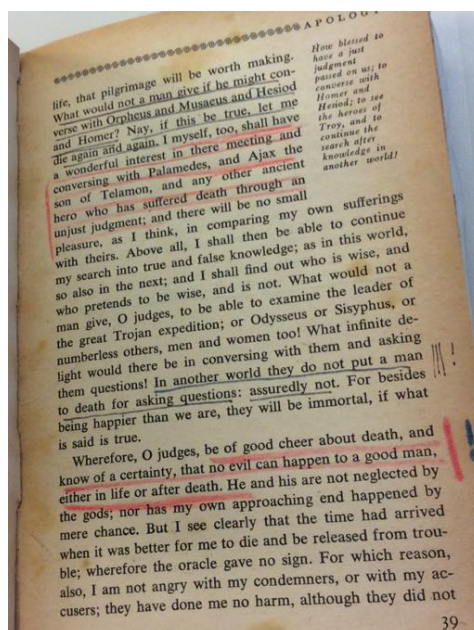 APOLOGY
life, that pilgrimage will be worth making.
What would not a man give if he might con-
verse with Orpheus and Musaeus and Hesiod
and Homer? Nay, if this be true, let me
die again and again. I myself, too, shall have
a wonderful interest in there meeting and
conversing with Palamedes, and Ajax the
son of Telamon, and any other ancient
hero who has suffered death through an
unjust judgment; and there will be no small
pleasure, as I think, in comparing my own sufferings
with theirs. Above all, I shall then be able to continue
my search into true and false knowledge; as in this world,
so also in the next; and I shall find out who is wise, and
who pretends to be wise, and is not. What would not a
man give, O judges, to be able to examine the leader of
the great Trojan expedition; or Odysseus or Sisyphus, or
numberless others, men and women too! What infinite de-
light would there be in conversing with them and asking
them questions! In another world they do not put a man
to death for asking questions: assuredly not. For besides
being happier than we are, they will be immortal, if what
is said is true.
Wherefore, O judges, be of good cheer about death, and
know of a certainty, that no evil can happen to a good man,
either in life or after death. He and his are not neglected by
the gods; nor has my own approaching end happened by
mere chance. But I see clearly that the time had arrived
when it was better for me to die and be released from trou-
ble; wherefore the oracle gave no sign. For which reason,
also, I am not angry with my condemners, or with my ac-
cusers; they have done me no harm, although they did not
How blessed to
have a just
judgment
passed on us; to
converse with
Homer and
Hesiod; to see
the heroes of
Troy, and to
continue the
search after
knowledge in
another world!
39